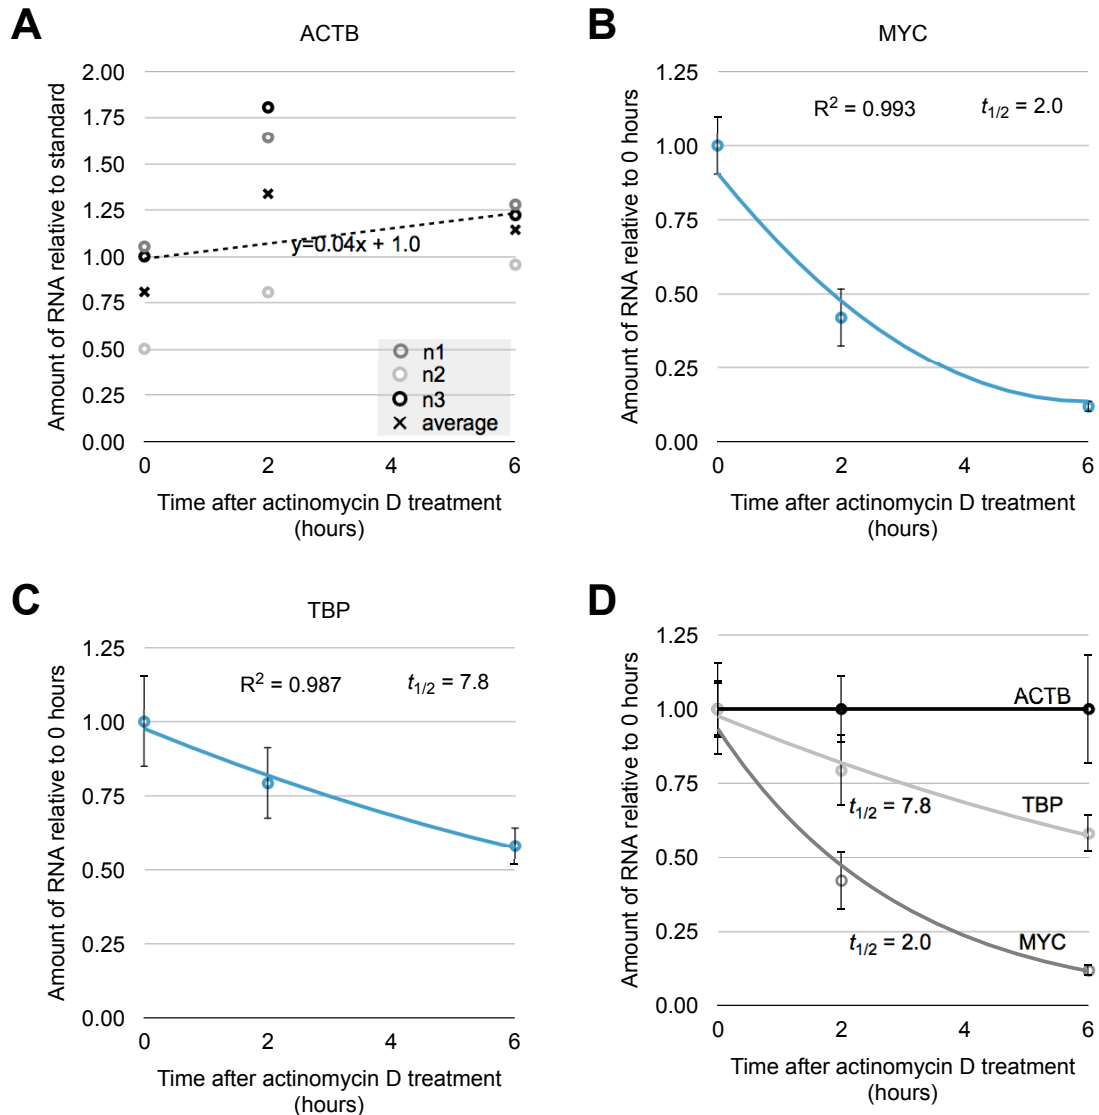 A
ACTB
Amount of RNA relative to standard
2.00
1.75
1.50
1.25
1.00
0.75
0.50
0.25
0.00
y=0.04x + 1.0
n1
n2
n3
average
0 2 4 6
Time after actinomycin D treatment
(hours)
B
MYC
Amount of RNA relative to 0 hours
1.25
1.00
0.75
0.50
0.25
0.00
R² = 0.993 t1/2 = 2.0
0 2 4 6
Time after actinomycin D treatment
(hours)
C
TBP
Amount of RNA relative to 0 hours
1.25
1.00
0.75
0.50
0.25
0.00
R² = 0.987 t1/2 = 7.8
0 2 4 6
Time after actinomycin D treatment
(hours)
D
Amount of RNA relative to 0 hours
1.25
1.00
0.75
0.50
0.25
0.00
ACTB
TBP
t1/2 = 7.8
MYC
t1/2 = 2.0
0 2 4 6
Time after actinomycin D treatment
(hours)